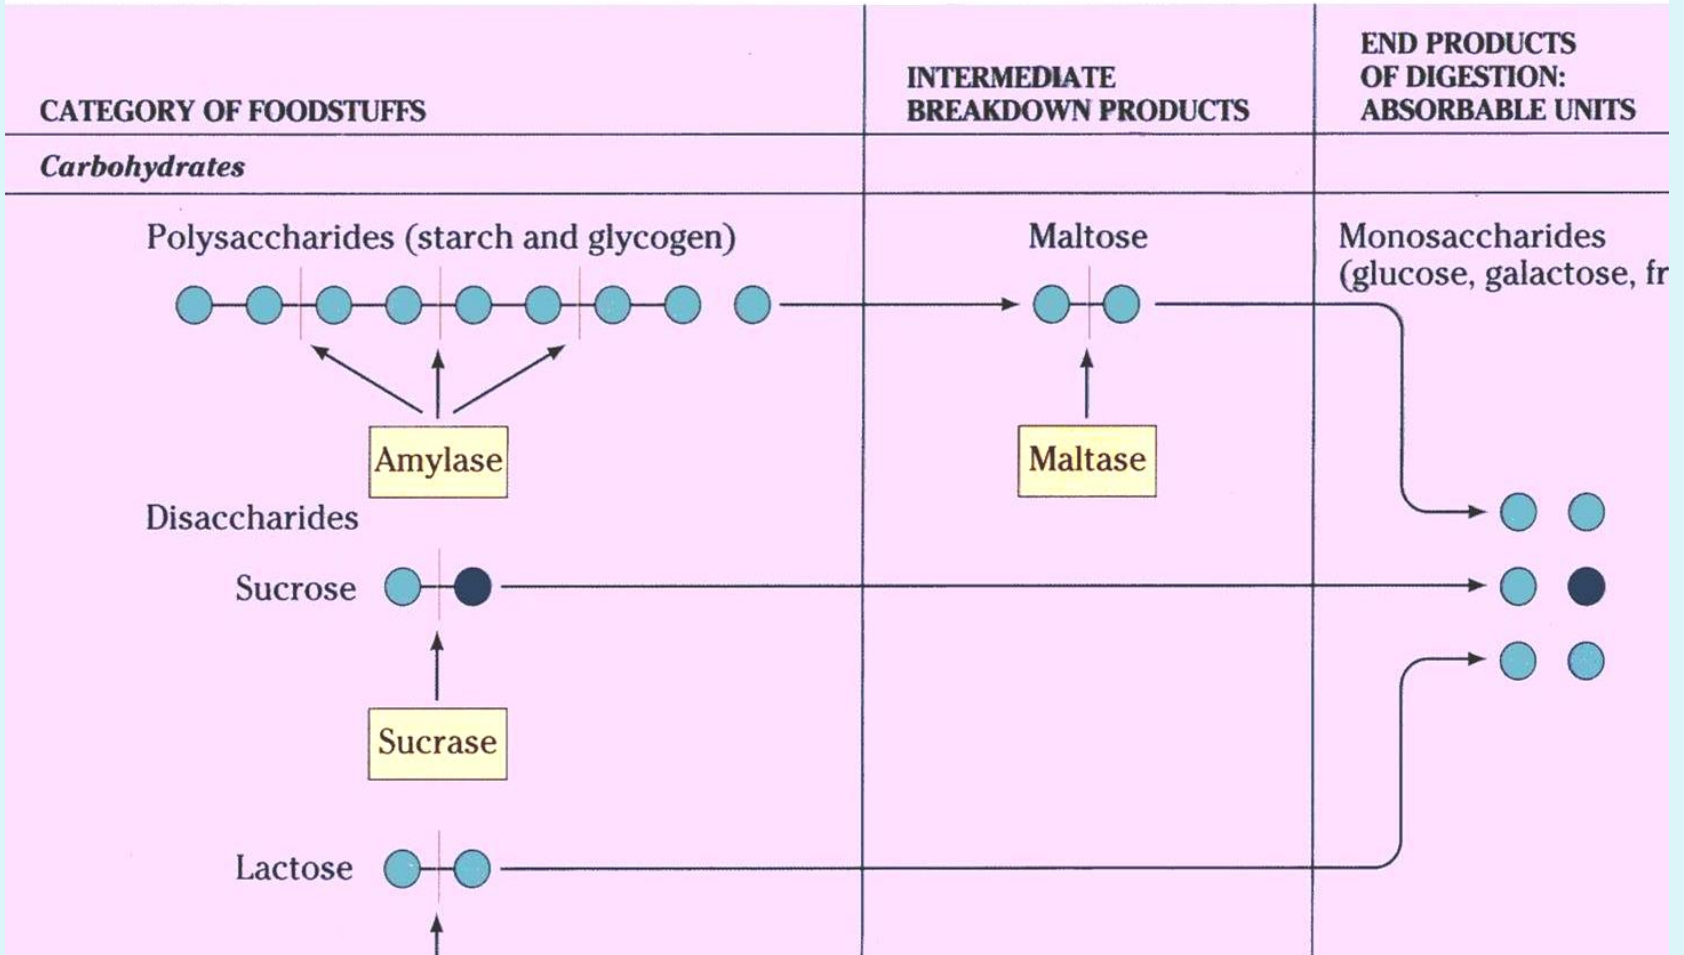 CATEGORY OF FOODSTUFFS
INTERMEDIATE
BREAKDOWN PRODUCTS
END PRODUCTS
OF DIGESTION:
ABSORBABLE UNITS
Carbohydrates
Polysaccharides (starch and glycogen)
Maltose
Monosaccharides
(glucose, galactose, fr
Amylase
Maltase
Disaccharides
Sucrose
Sucrase
Lactose